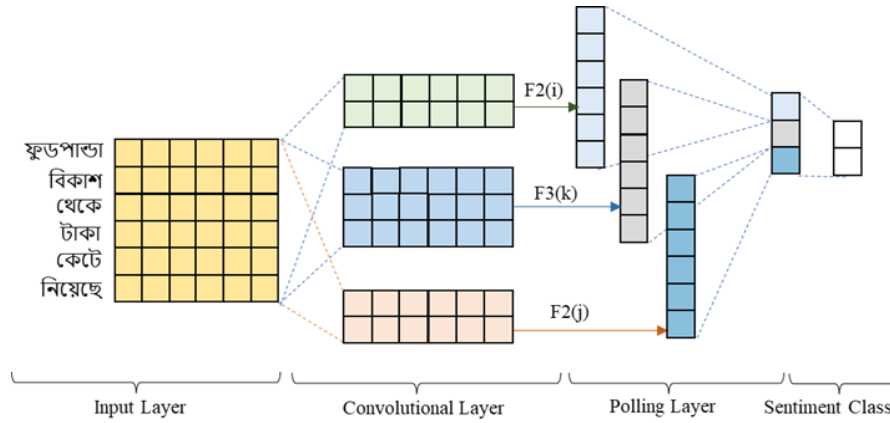 ফুডপান্ডা
বিকাশ
থেকে
টাকা
কেটে
নিয়েছে
F2(i)
F3(k)
F2(j)
Input Layer
Convolutional Layer
Polling Layer
Sentiment Class